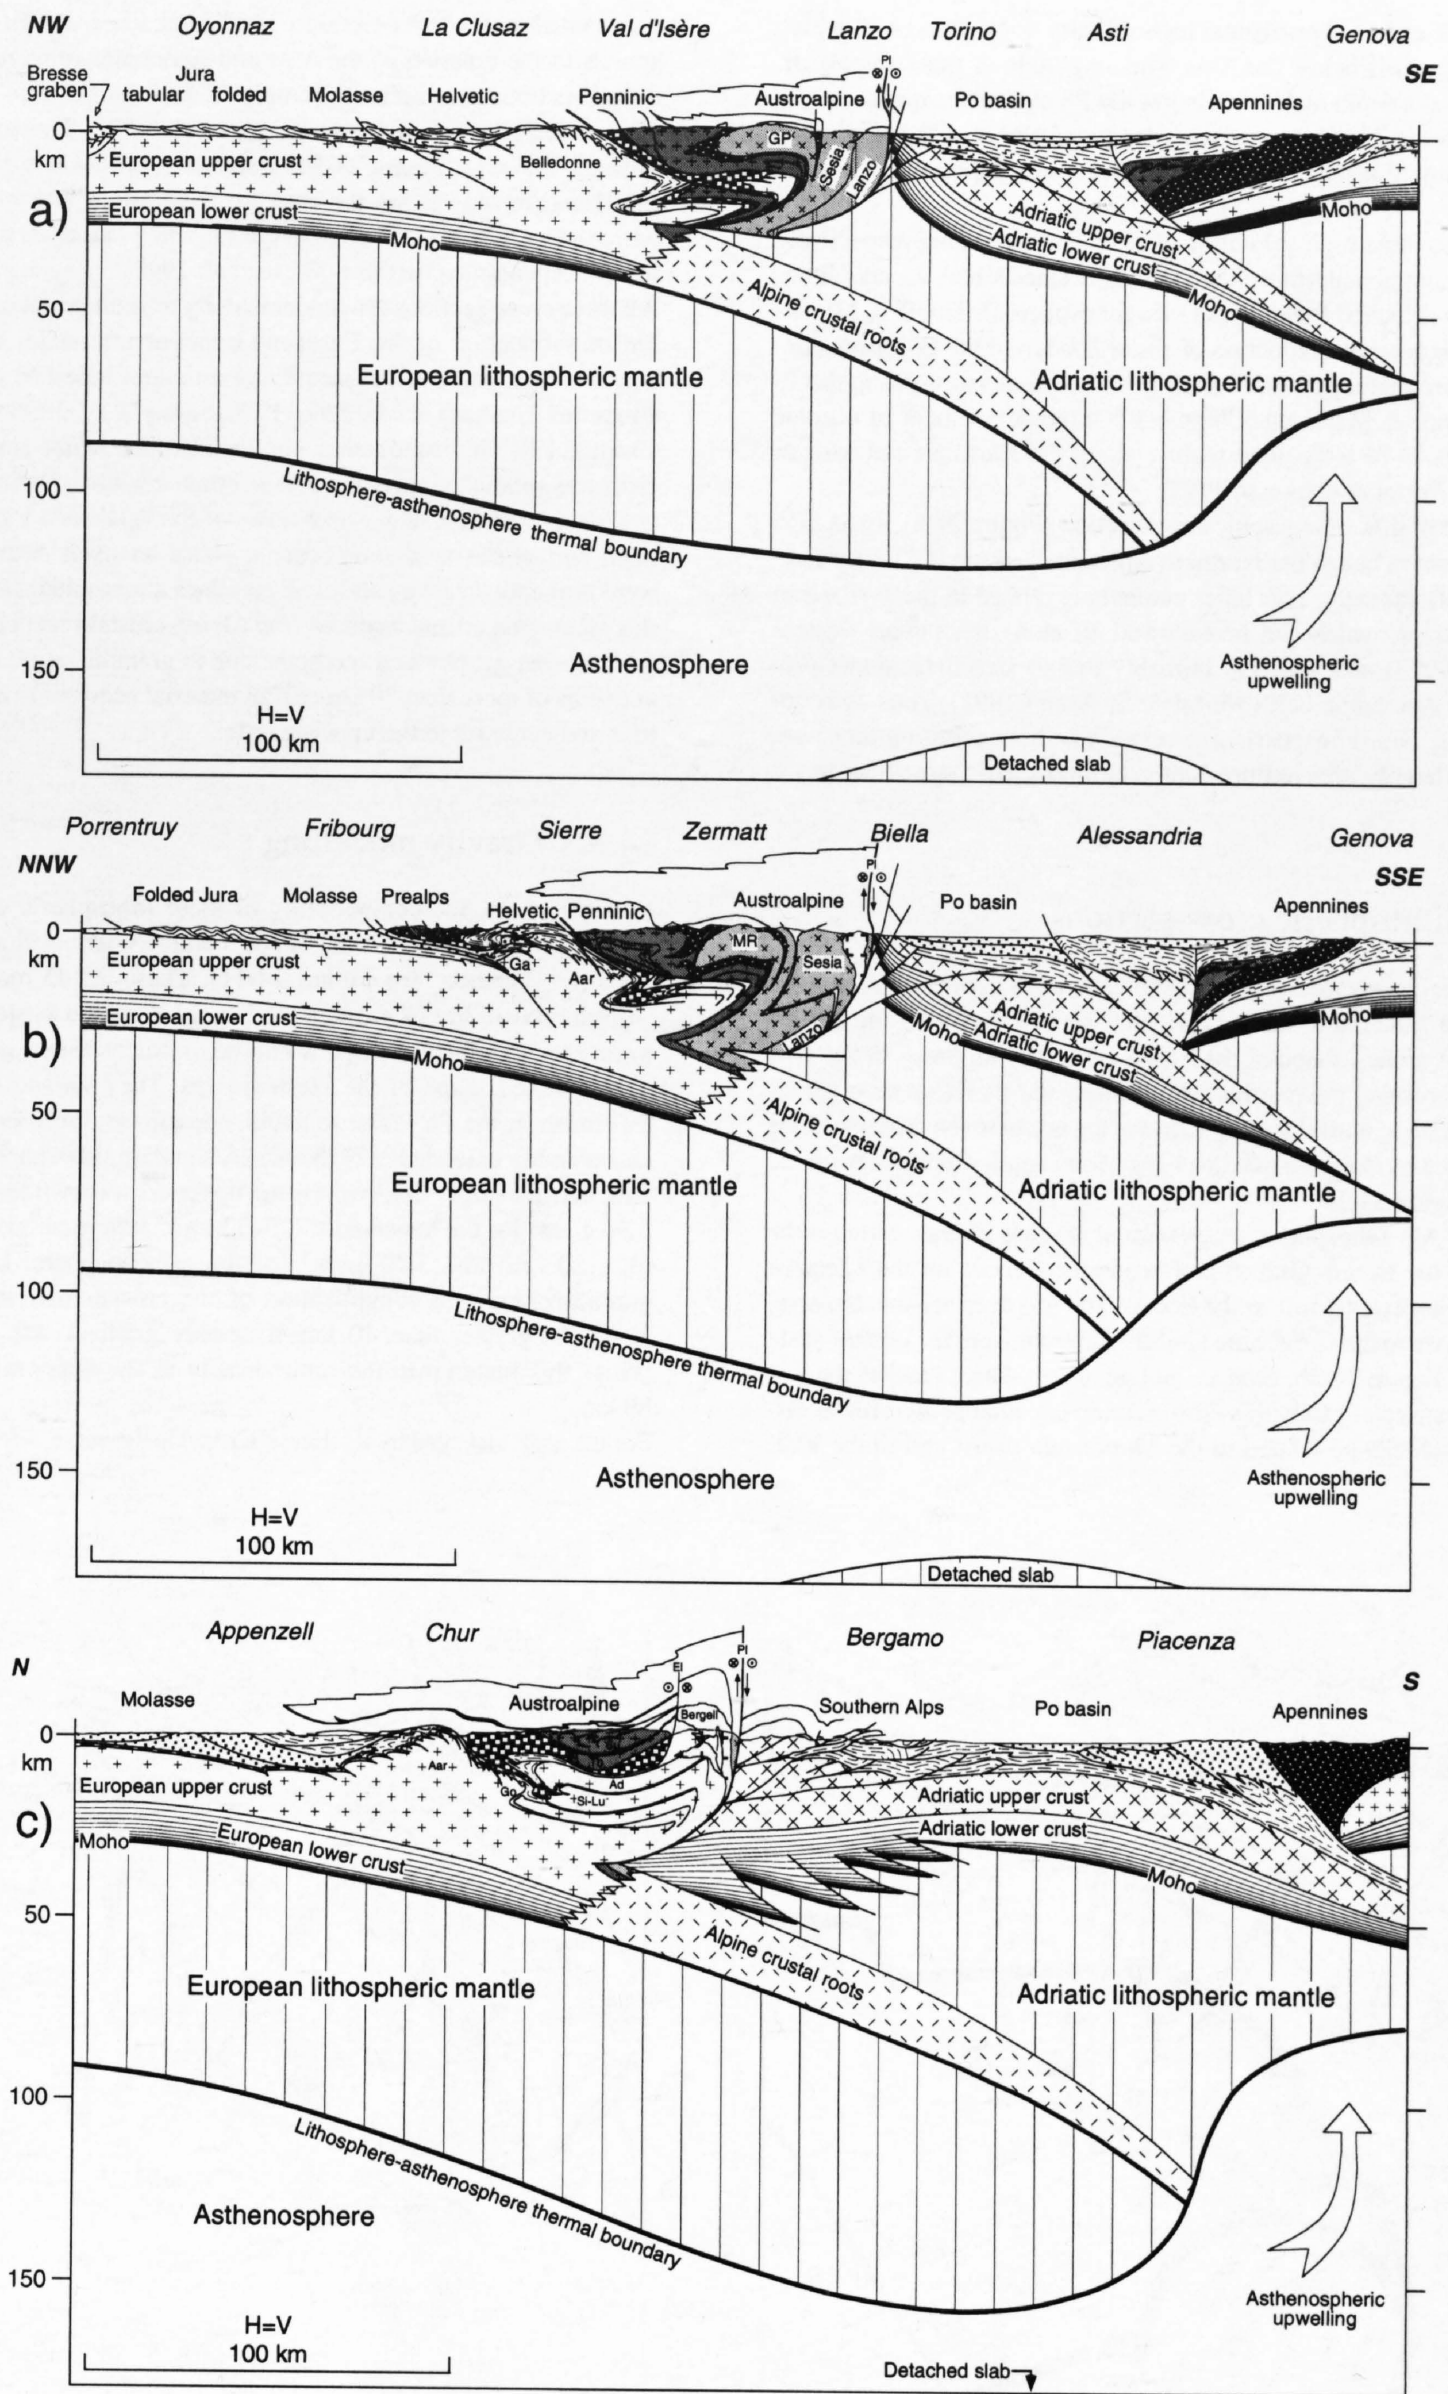 NW Oyonnaz La Clusaz Val d'Isère Lanzo Torino Asti Genova
SE
Bresse graben Jura
tabular folded Molasse Helvetic Penninic Austroalpine PI Po basin Apennines
0
km
European upper crust Belledonne GP Sesia Lanzo
a)
European lower crust
Moho
Adriatic upper crust
Adriatic lower crust
Moho
Moho
50
Alpine crustal roots
European lithospheric mantle
Adriatic lithospheric mantle
100
Lithosphere-asthenosphere thermal boundary
150
Asthenosphere
Asthenospheric
upwelling
H=V
100 km
Detached slab
Porrentruy Fribourg Sierre Zermatt Biella Alessandria Genova
NNW
SSE
Folded Jura Molasse Prealps Helvetic Penninic Austroalpine PI Po basin Apennines
0
km
European upper crust Ga Aar MR Sesia
b)
European lower crust
Lanzo
Moho
Moho
Adriatic upper crust
Adriatic lower crust
Moho
50
Alpine crustal roots
European lithospheric mantle
Adriatic lithospheric mantle
100
Lithosphere-asthenosphere thermal boundary
150
Asthenosphere
Asthenospheric
upwelling
H=V
100 km
Detached slab
Appenzell Chur Bergamo Piacenza
N
S
Molasse Austroalpine EI PI Bergell Southern Alps Po basin Apennines
0
km
Aar
European upper crust Go Ad Si-Lu Adriatic upper crust
c)
Moho European lower crust Adriatic lower crust
Moho
50
Alpine crustal roots
European lithospheric mantle
Adriatic lithospheric mantle
100
Lithosphere-asthenosphere thermal boundary
Asthenosphere
150
Asthenospheric
upwelling
H=V
100 km
Detached slab